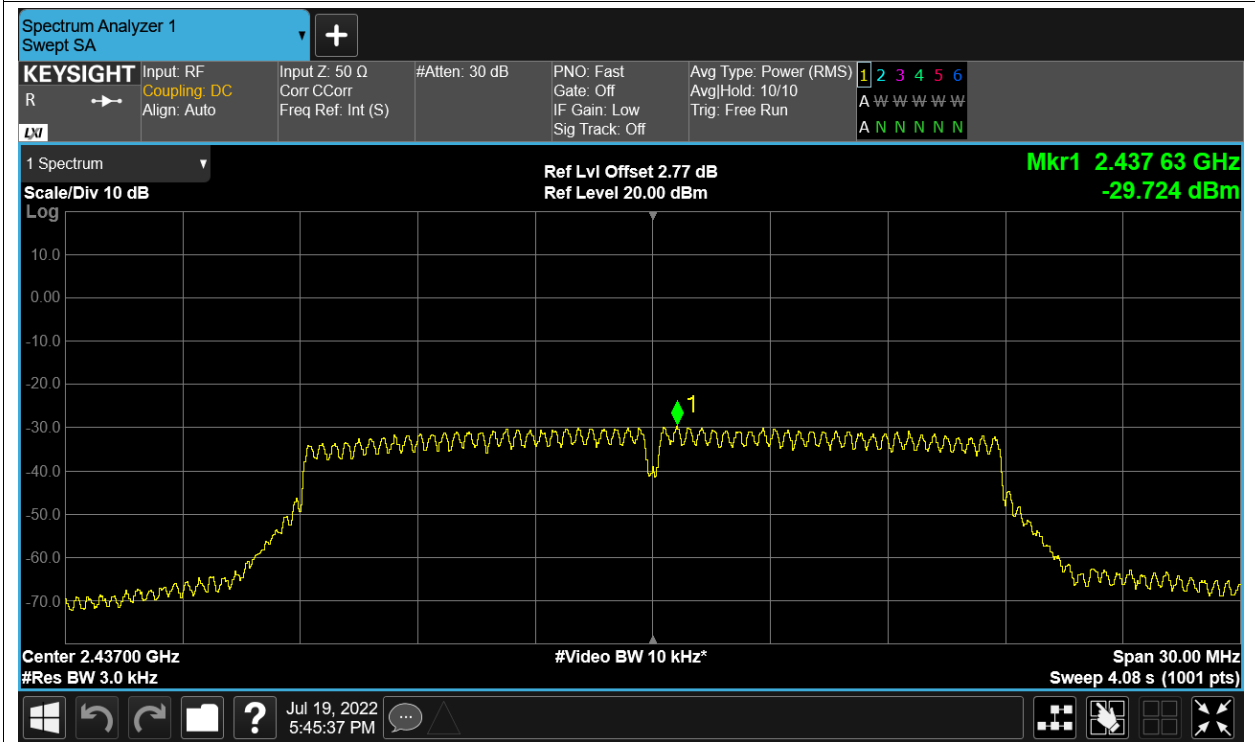 Spectrum Analyzer 1
Swept SA
KEYSIGHT
R
LXI
Input: RF
Coupling: DC
Align: Auto
Input Z: 50 Ω
Corr CCorr
Freq Ref: Int (S)
#Atten: 30 dB
PNO: Fast
Gate: Off
IF Gain: Low
Sig Track: Off
Avg Type: Power (RMS)
Avg|Hold: 10/10
Trig: Free Run
1 2 3 4 5 6
A W W W W W
A N N N N N
1 Spectrum
Scale/Div 10 dB
Log
Ref Lvl Offset 2.77 dB
Ref Level 20.00 dBm
Mkr1 2.437 63 GHz
-29.724 dBm
10.0
0.00
-10.0
-20.0
1
-30.0
-40.0
-50.0
-60.0
-70.0
Center 2.43700 GHz
#Res BW 3.0 kHz
#Video BW 10 kHz*
Span 30.00 MHz
Sweep 4.08 s (1001 pts)
?
Jul 19, 2022
5:45:37 PM